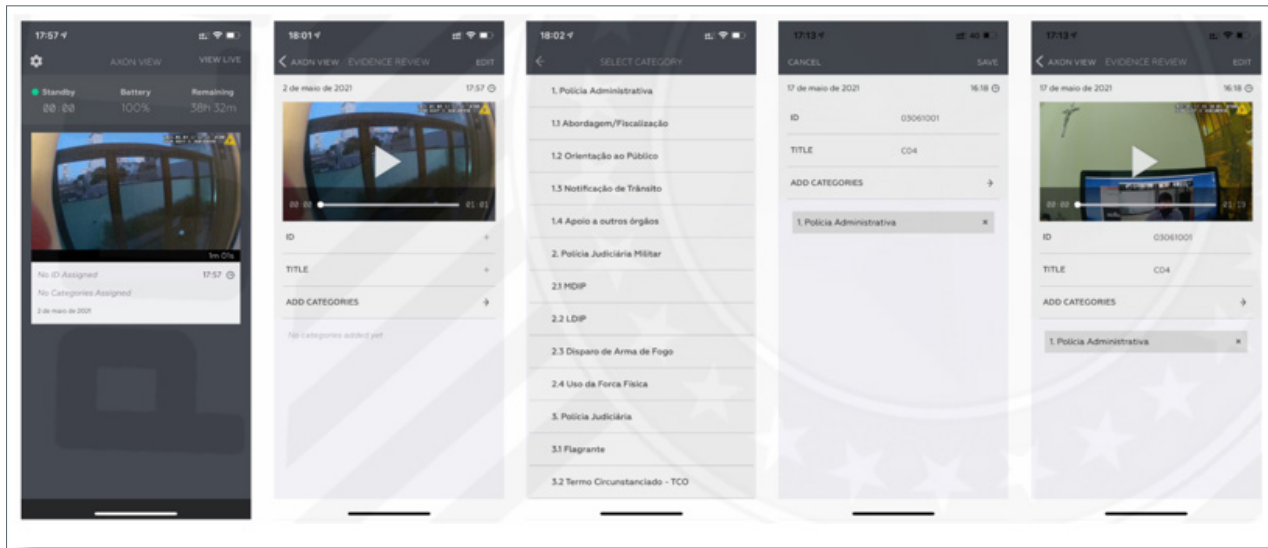 17:57
AXON VIEW
VIEW LIVE
Standby
Battery
Remaining
00:00
100%
38h 32m
1m 01s
No ID Assigned
17:57
No Categories Assigned
2 de maio de 2021
18:01
AXON VIEW
EVIDENCE REVIEW
EDIT
2 de maio de 2021
17:57
00:00
01:01
ID
TITLE
ADD CATEGORIES
No categories added yet
18:02
SELECT CATEGORY
1. Polícia Administrativa
1.1 Abordagem/Fiscalização
1.2 Orientação ao Público
1.3 Notificação de Trânsito
1.4 Apoio a outros órgãos
2. Polícia Judiciária Militar
2.1 MDIP
2.2 LDIP
2.3 Disparo de Arma de Fogo
2.4 Uso da Forca Física
3. Polícia Judiciária
3.1 Flagrante
3.2 Termo Circunstanciado - TCO
17:13
4G
CANCEL
SAVE
17 de maio de 2021
16:18
ID
03061001
TITLE
C04
ADD CATEGORIES
1. Polícia Administrativa
17:13
AXON VIEW
EVIDENCE REVIEW
EDIT
17 de maio de 2021
16:18
00:00
01:19
ID
03061001
TITLE
C04
ADD CATEGORIES
1. Polícia Administrativa